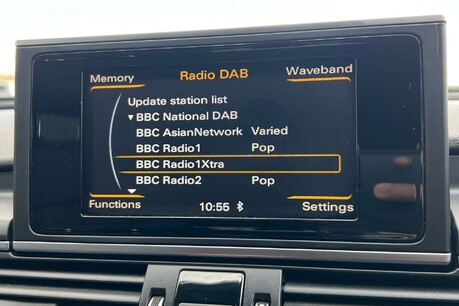 Memory Radio DAB Waveband
Update station list
▼ BBC National DAB
BBC AsianNetwork Varied
BBC Radio1 Pop
BBC Radio1Xtra
BBC Radio2 Pop
Functions 10:55 Settings